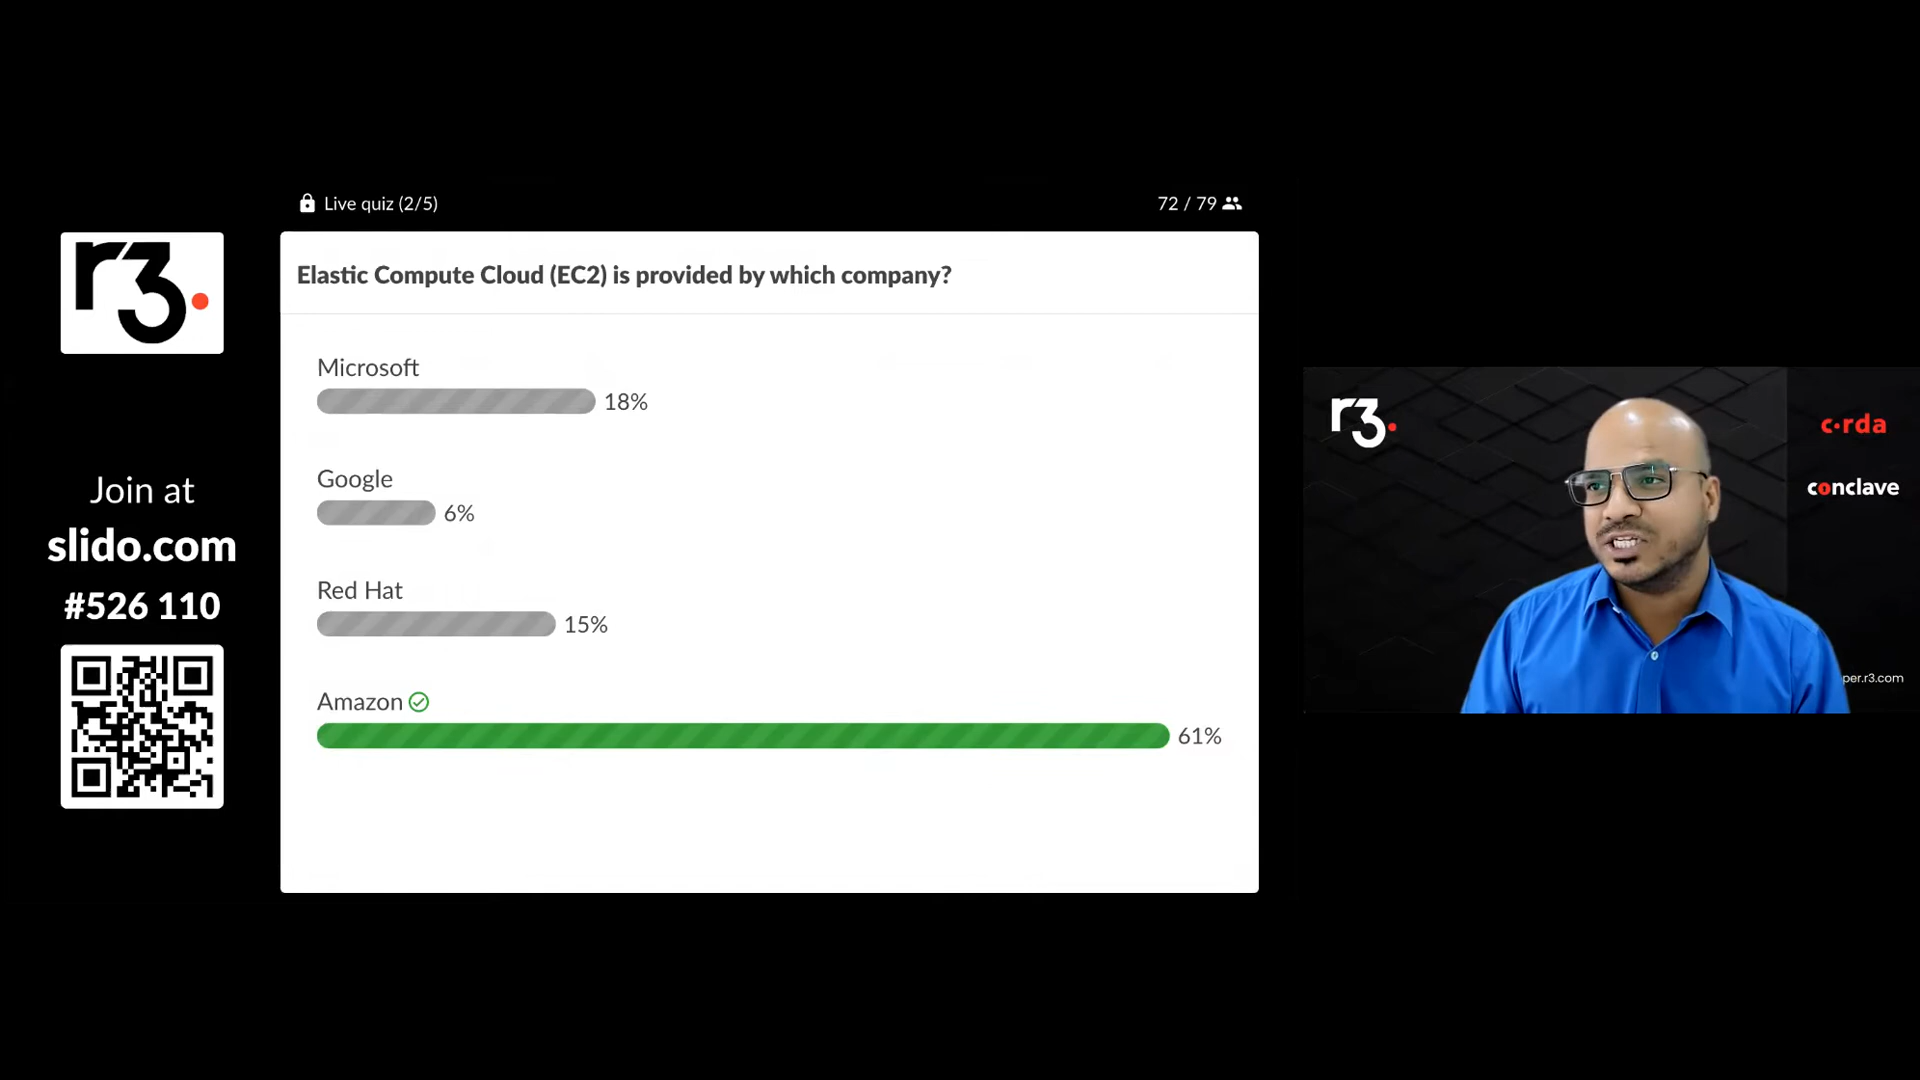 Live quiz (2/5)
72 / 79
r3.
Elastic Compute Cloud (EC2) is provided by which company?
Microsoft
18%
Google
6%
Red Hat
15%
Amazon
61%
Join at
slido.com
#526 110
r3.
c·rda
conclave
per.r3.com